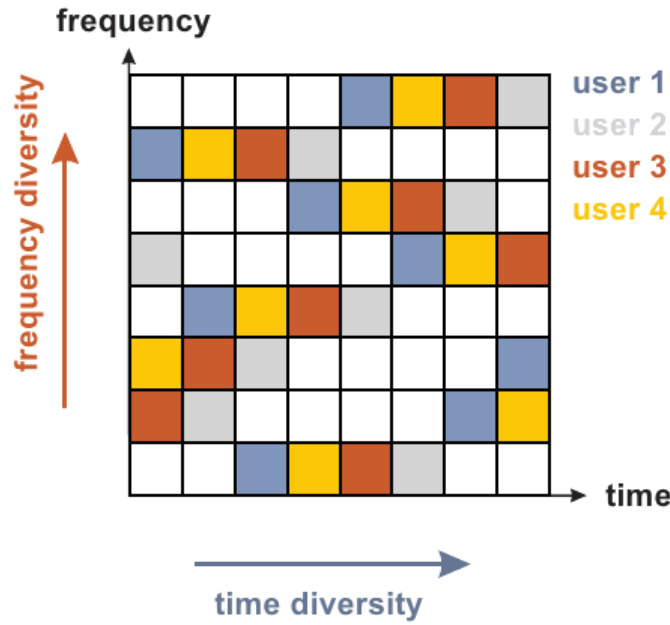 frequency
frequency diversity
user 1
user 2
user 3
user 4
time
time diversity